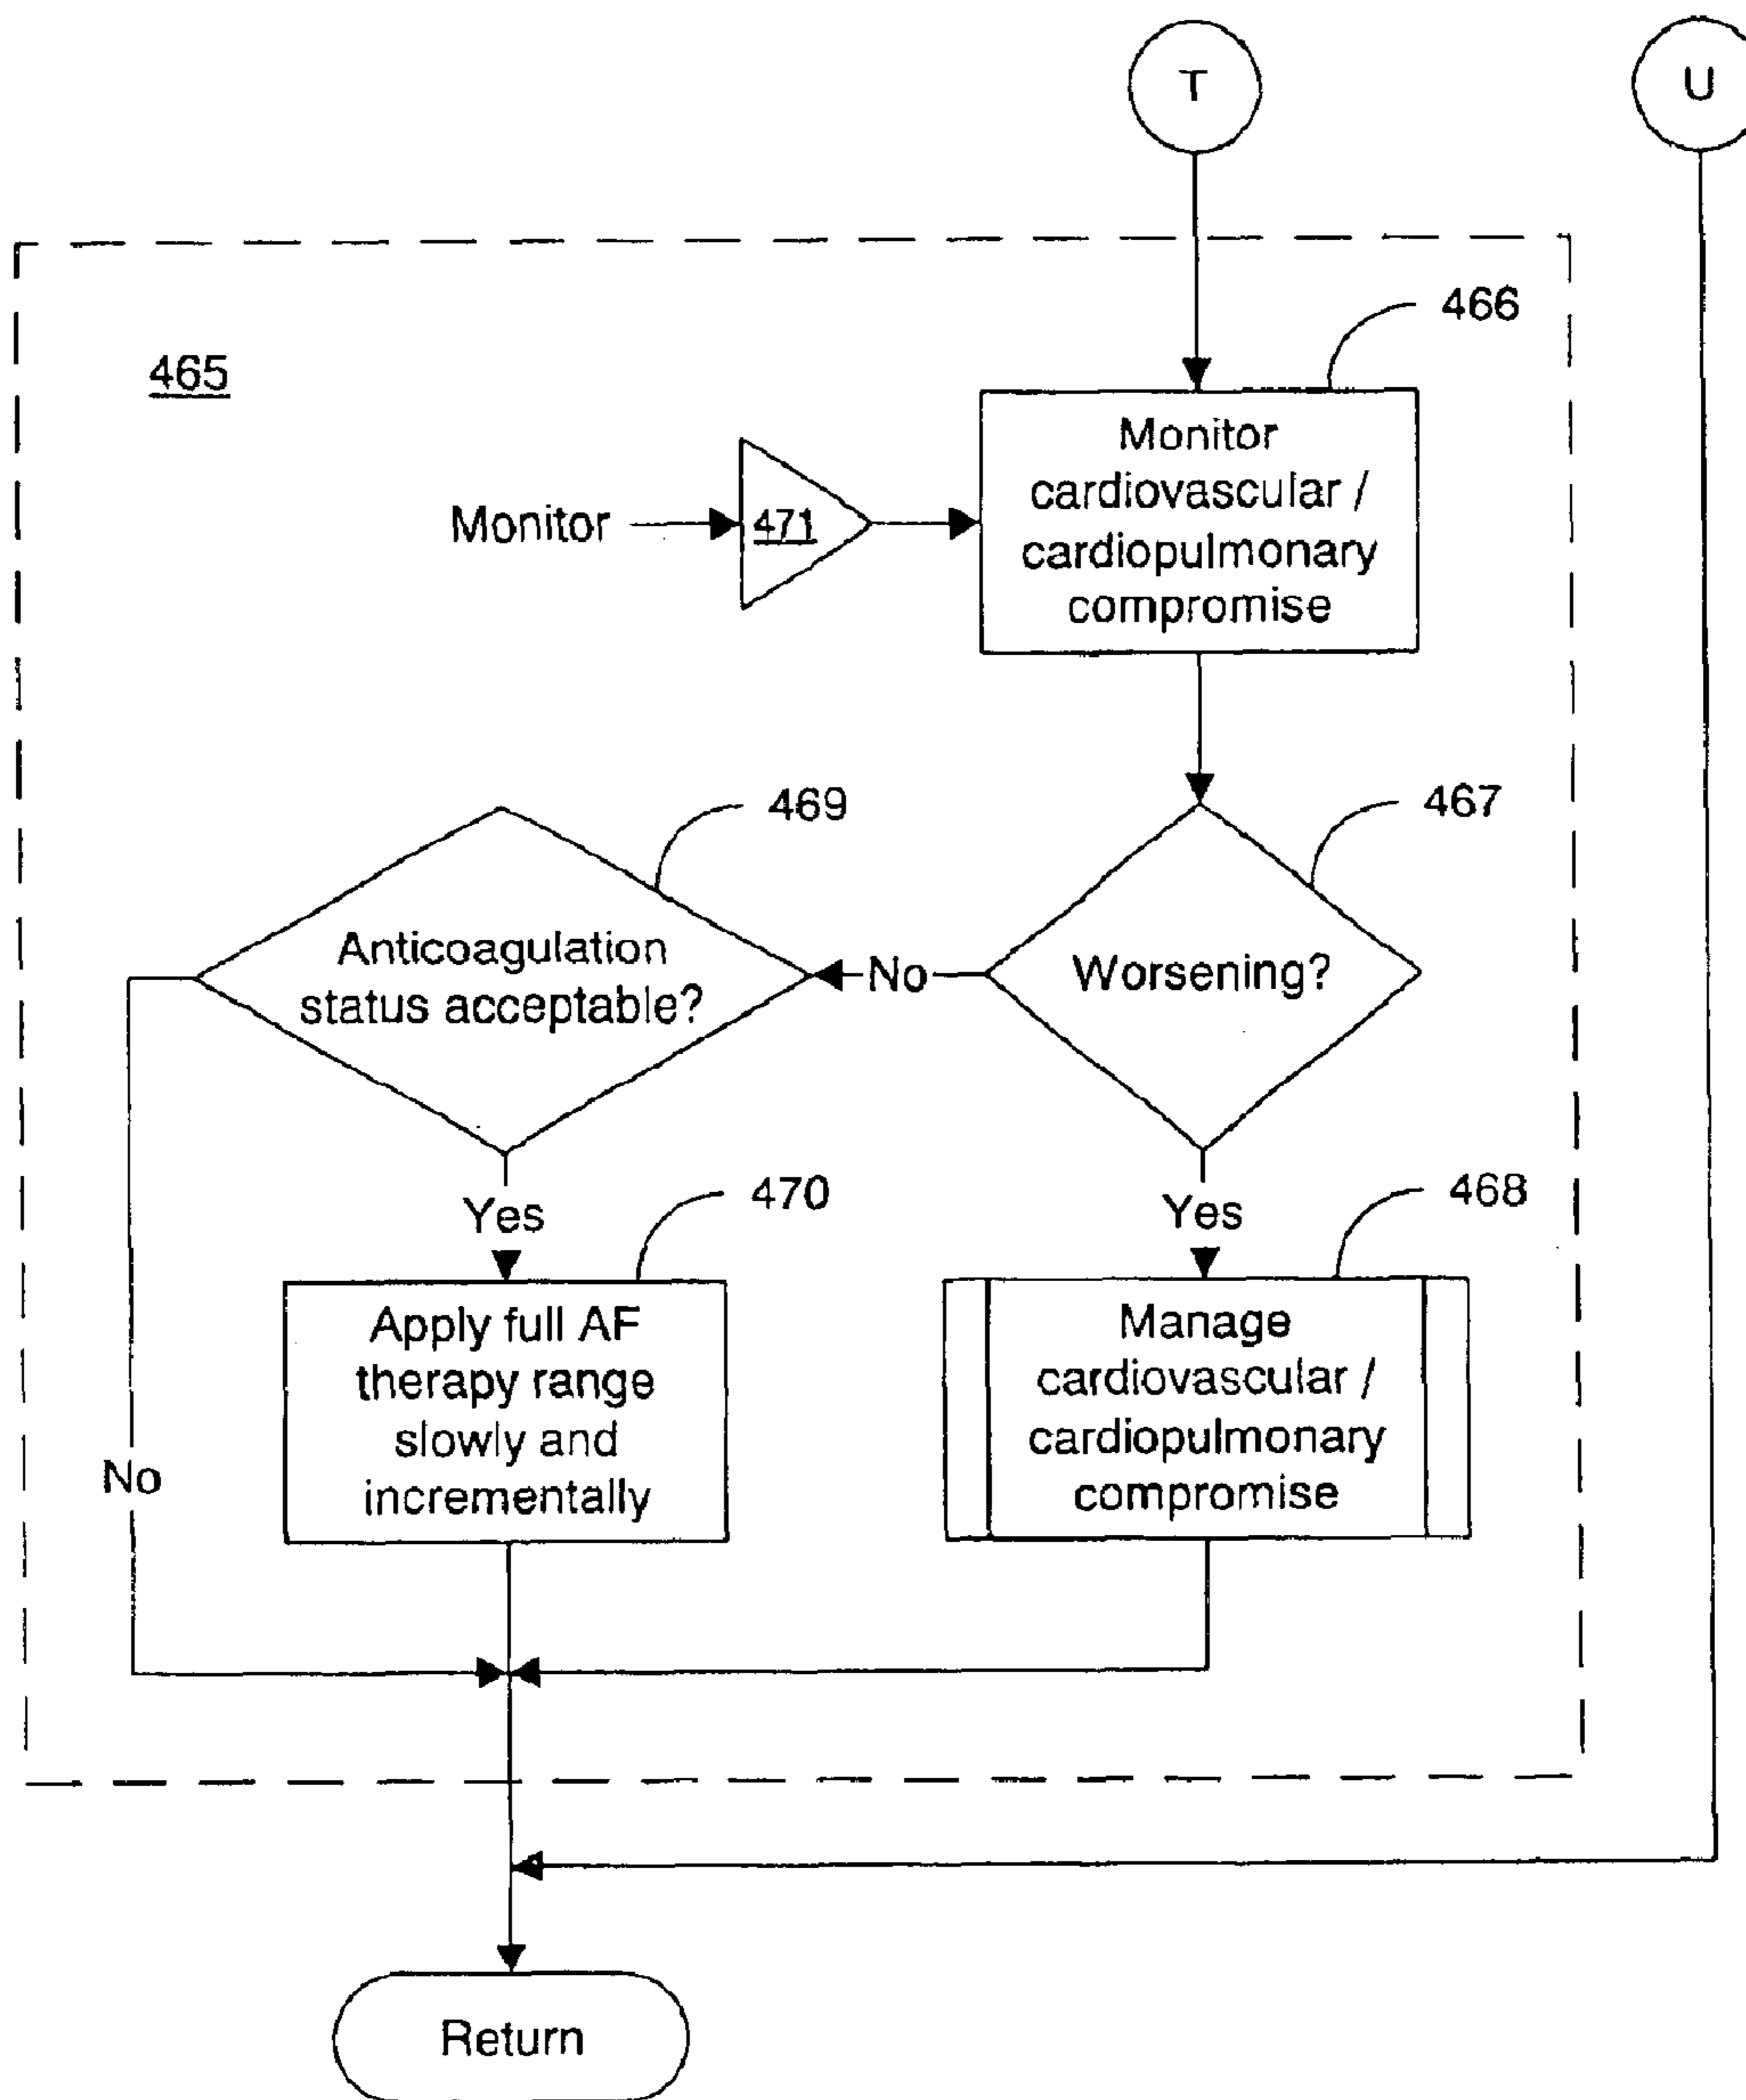 T
U
466
465
Monitor
cardiovascular /
cardiopulmonary
compromise
Monitor
471
467
469
Anticoagulation
status acceptable?
No
Worsening?
470
468
Yes
Yes
Apply full AF
therapy range
slowly and
incrementally
Manage
cardiovascular /
cardiopulmonary
compromise
No
Return